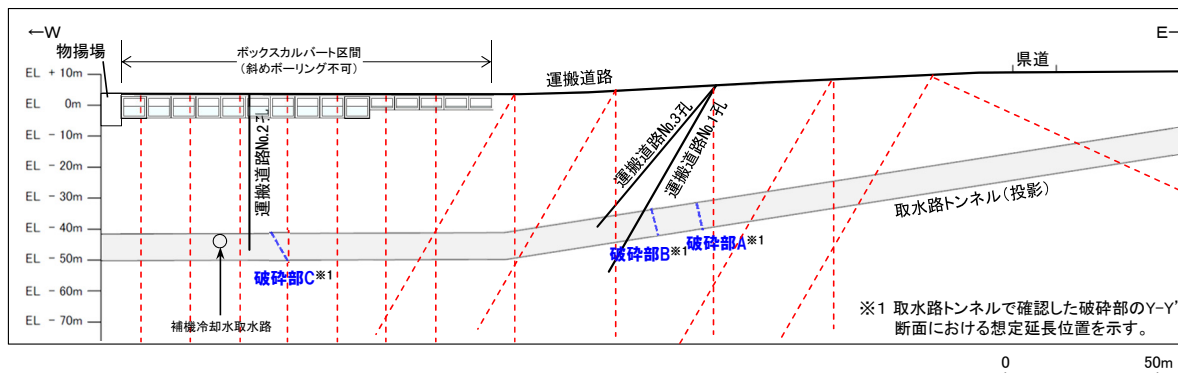 ←W
E
物揚場
ボックスカルバート区間
(斜めボーリング不可)
運搬道路
県道
EL + 10m
EL 0m
EL - 10m
EL - 20m
EL - 30m
EL - 40m
EL - 50m
EL - 60m
EL - 70m
運搬道路No.2孔
運搬道路No.3孔
運搬道路No.1孔
取水路トンネル(投影)
破砕部C※1
破砕部B※1
破砕部A※1
補機冷却水取水路
※1 取水路トンネルで確認した破砕部のY-Y'
断面における想定延長位置を示す。
0 50m